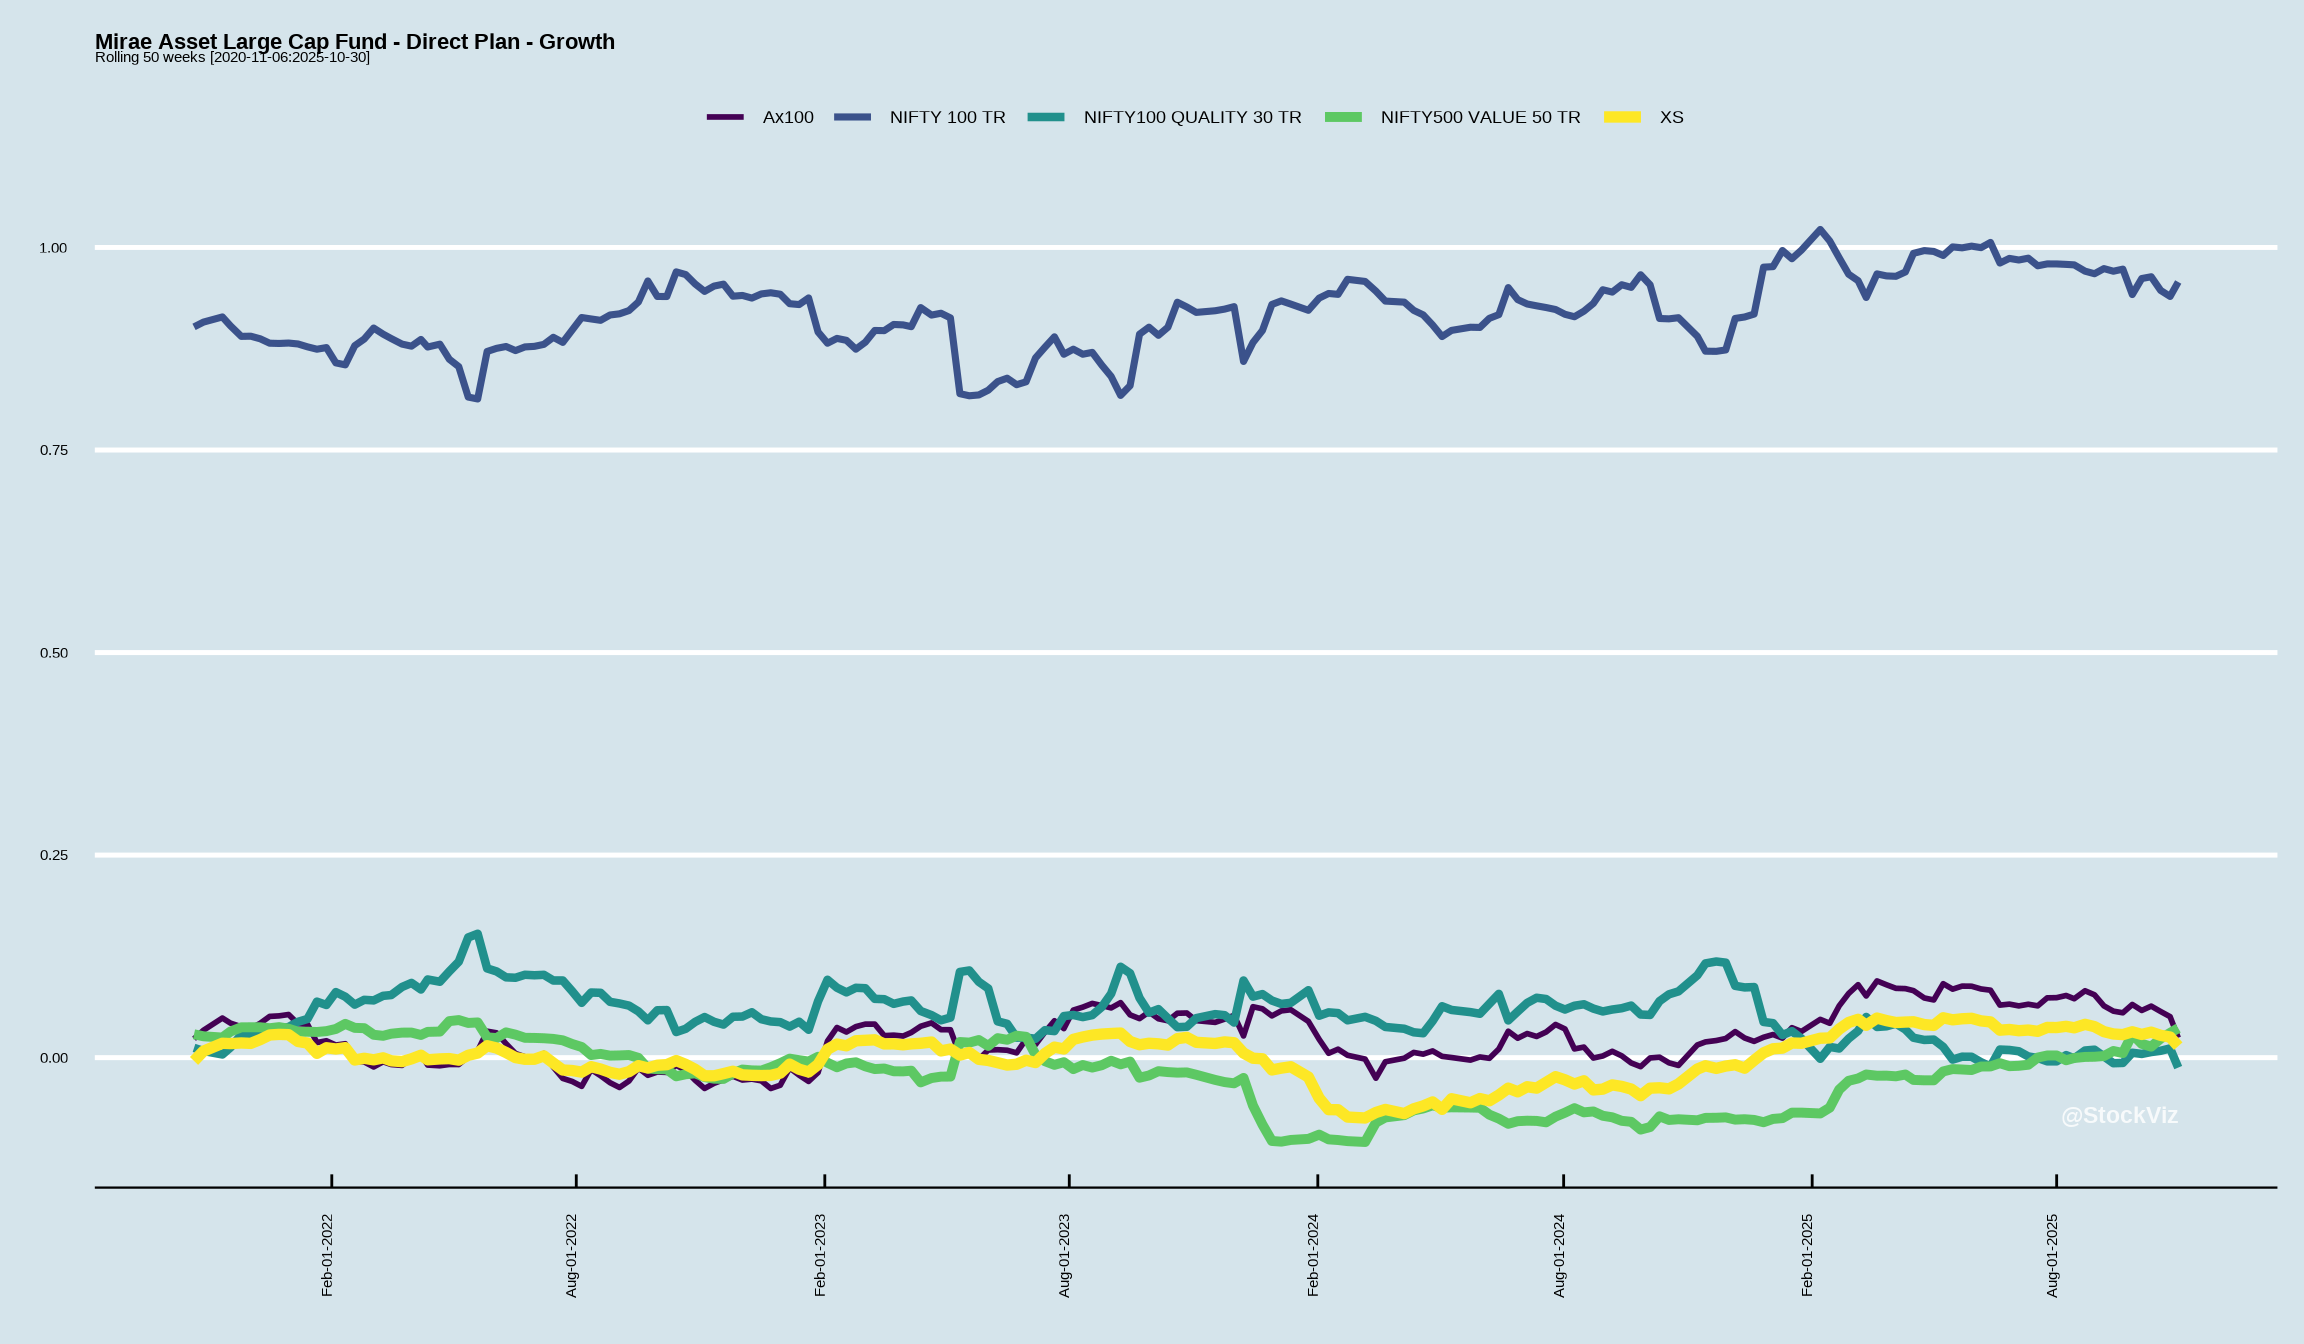 Mirae Asset Large Cap Fund - Direct Plan - Growth
Rolling 50 weeks [2020-11-06:2025-10-30]
Ax100 NIFTY 100 TR NIFTY100 QUALITY 30 TR NIFTY500 VALUE 50 TR XS
1.00
0.75
0.50
0.25
0.00
@StockViz
Feb-01-2022
Aug-01-2022
Feb-01-2023
Aug-01-2023
Feb-01-2024
Aug-01-2024
Feb-01-2025
Aug-01-2025